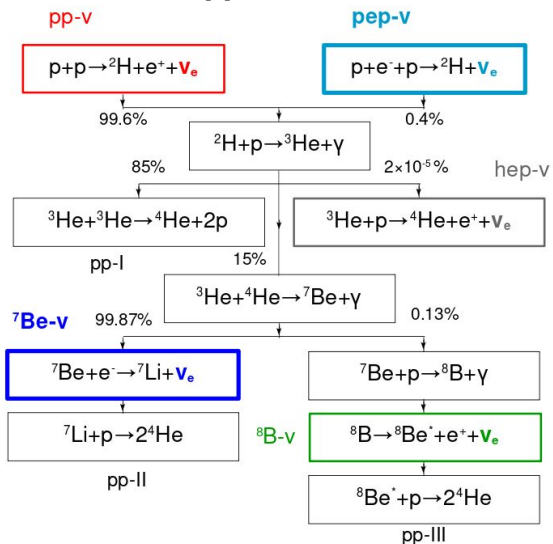 pp-ν
pep-ν
p+p→²H+e⁺+νₑ
p+e⁻+p→²H+νₑ
99.6%
0.4%
²H+p→³He+γ
85%
2×10⁻⁵%
hep-ν
³He+³He→⁴He+2p
³He+p→⁴He+e⁺+νₑ
pp-I
15%
³He+⁴He→⁷Be+γ
⁷Be-ν
99.87%
0.13%
⁷Be+e⁻→⁷Li+νₑ
⁷Be+p→⁸B+γ
⁷Li+p→2⁴He
⁸B-ν
⁸B→⁸Be*+e⁺+νₑ
pp-II
⁸Be*+p→2⁴He
pp-III